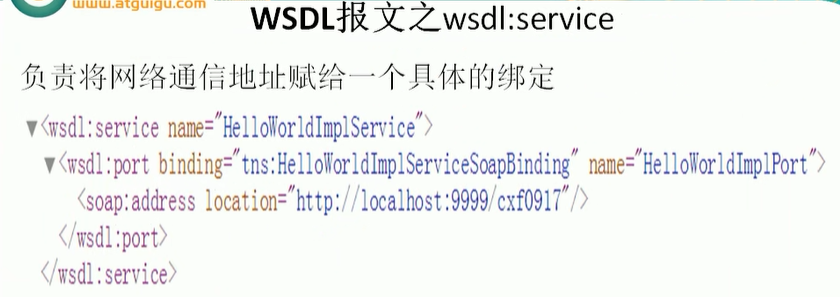 www.atguigu.com
WSDL报文之wsdl:service
负责将网络通信地址赋给一个具体的绑定
▼<wsdl:service name="HelloWorldImplService">
▼<wsdl:port binding="tns:HelloWorldImplServiceSoapBinding" name="HelloWorldImplPort">
<soap:address location="http://localhost:9999/cxf0917"/>
</wsdl:port>
</wsdl:service>